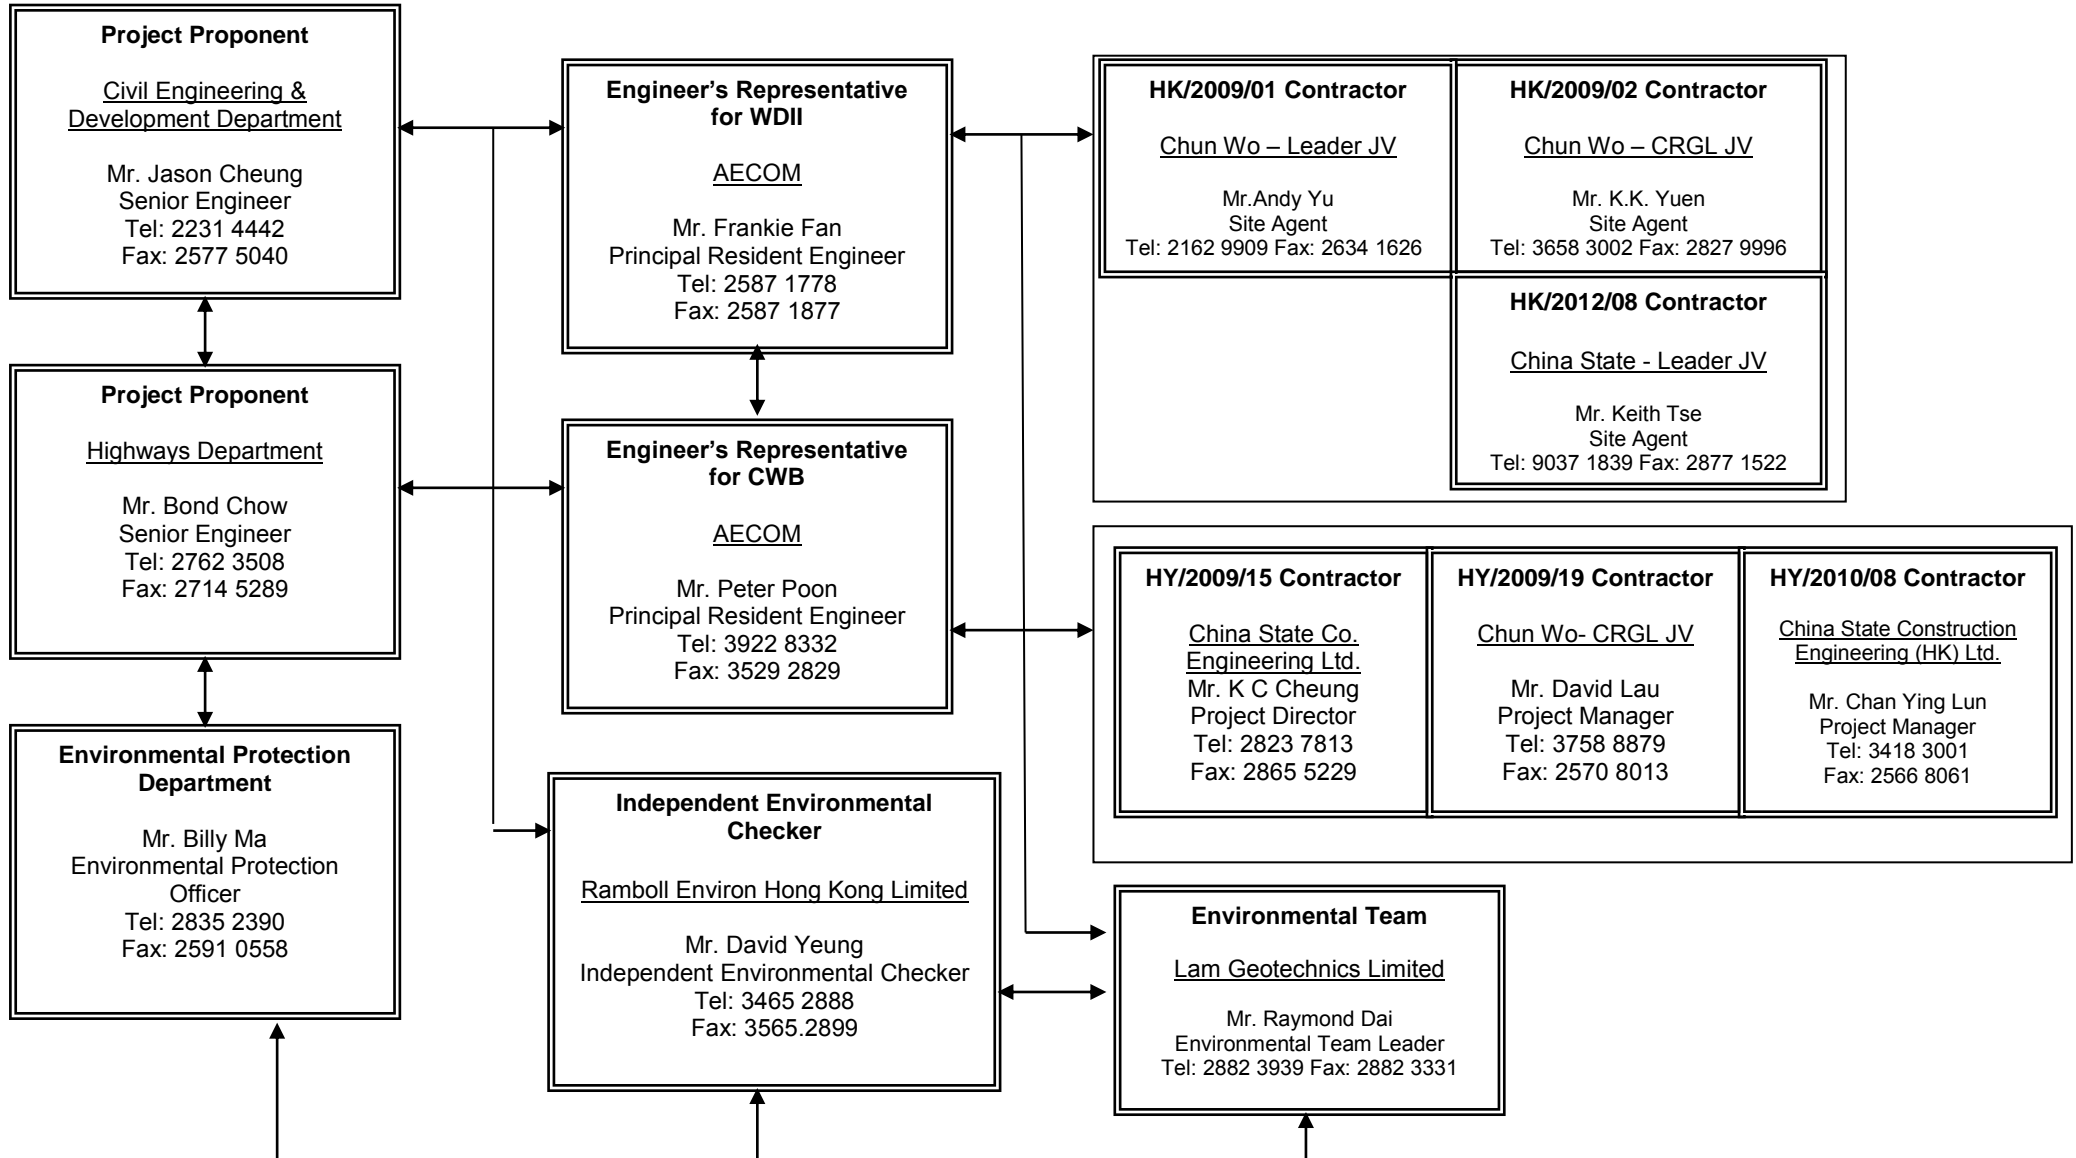 Project Proponent
Civil Engineering &
Development Department
Mr. Jason Cheung
Senior Engineer
Tel: 2231 4442
Fax: 2577 5040
Project Proponent
Highways Department
Mr. Bond Chow
Senior Engineer
Tel: 2762 3508
Fax: 2714 5289
Environmental Protection
Department
Mr. Billy Ma
Environmental Protection
Officer
Tel: 2835 2390
Fax: 2591 0558
Engineer’s Representative
for WDII
AECOM
Mr. Frankie Fan
Principal Resident Engineer
Tel: 2587 1778
Fax: 2587 1877
Engineer’s Representative
for CWB
AECOM
Mr. Peter Poon
Principal Resident Engineer
Tel: 3922 8332
Fax: 3529 2829
Independent Environmental
Checker
Ramboll Environ Hong Kong Limited
Mr. David Yeung
Independent Environmental Checker
Tel: 3465 2888
Fax: 3565.2899
HK/2009/01 Contractor
Chun Wo – Leader JV
Mr.Andy Yu
Site Agent
Tel: 2162 9909 Fax: 2634 1626
HK/2009/02 Contractor
Chun Wo – CRGL JV
Mr. K.K. Yuen
Site Agent
Tel: 3658 3002 Fax: 2827 9996
HK/2012/08 Contractor
China State - Leader JV
Mr. Keith Tse
Site Agent
Tel: 9037 1839 Fax: 2877 1522
HY/2009/15 Contractor
China State Co.
Engineering Ltd.
Mr. K C Cheung
Project Director
Tel: 2823 7813
Fax: 2865 5229
HY/2009/19 Contractor
Chun Wo- CRGL JV
Mr. David Lau
Project Manager
Tel: 3758 8879
Fax: 2570 8013
HY/2010/08 Contractor
China State Construction
Engineering (HK) Ltd.
Mr. Chan Ying Lun
Project Manager
Tel: 3418 3001
Fax: 2566 8061
Environmental Team
Lam Geotechnics Limited
Mr. Raymond Dai
Environmental Team Leader
Tel: 2882 3939 Fax: 2882 3331